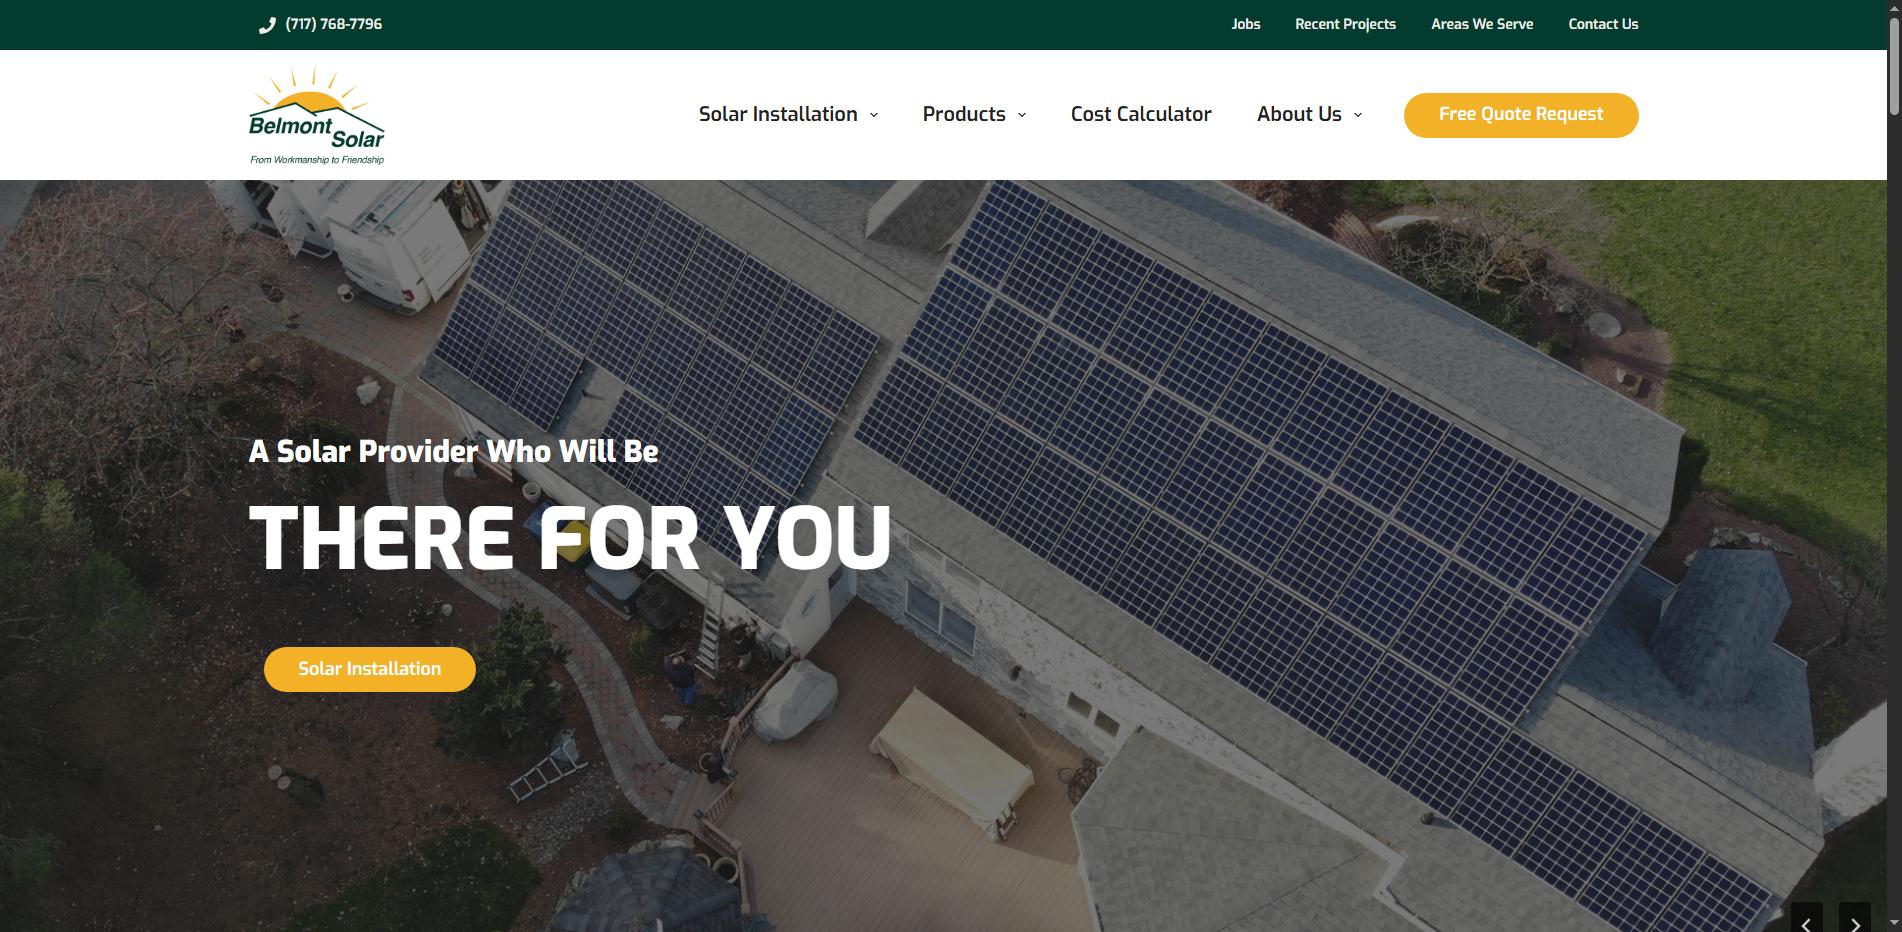 (717) 768-7796
Jobs
Recent Projects
Areas We Serve
Contact Us
Belmont
Solar
From Workmanship to Friendship
Solar Installation
Products
Cost Calculator
About Us
Free Quote Request
A Solar Provider Who Will Be
THERE FOR YOU
Solar Installation